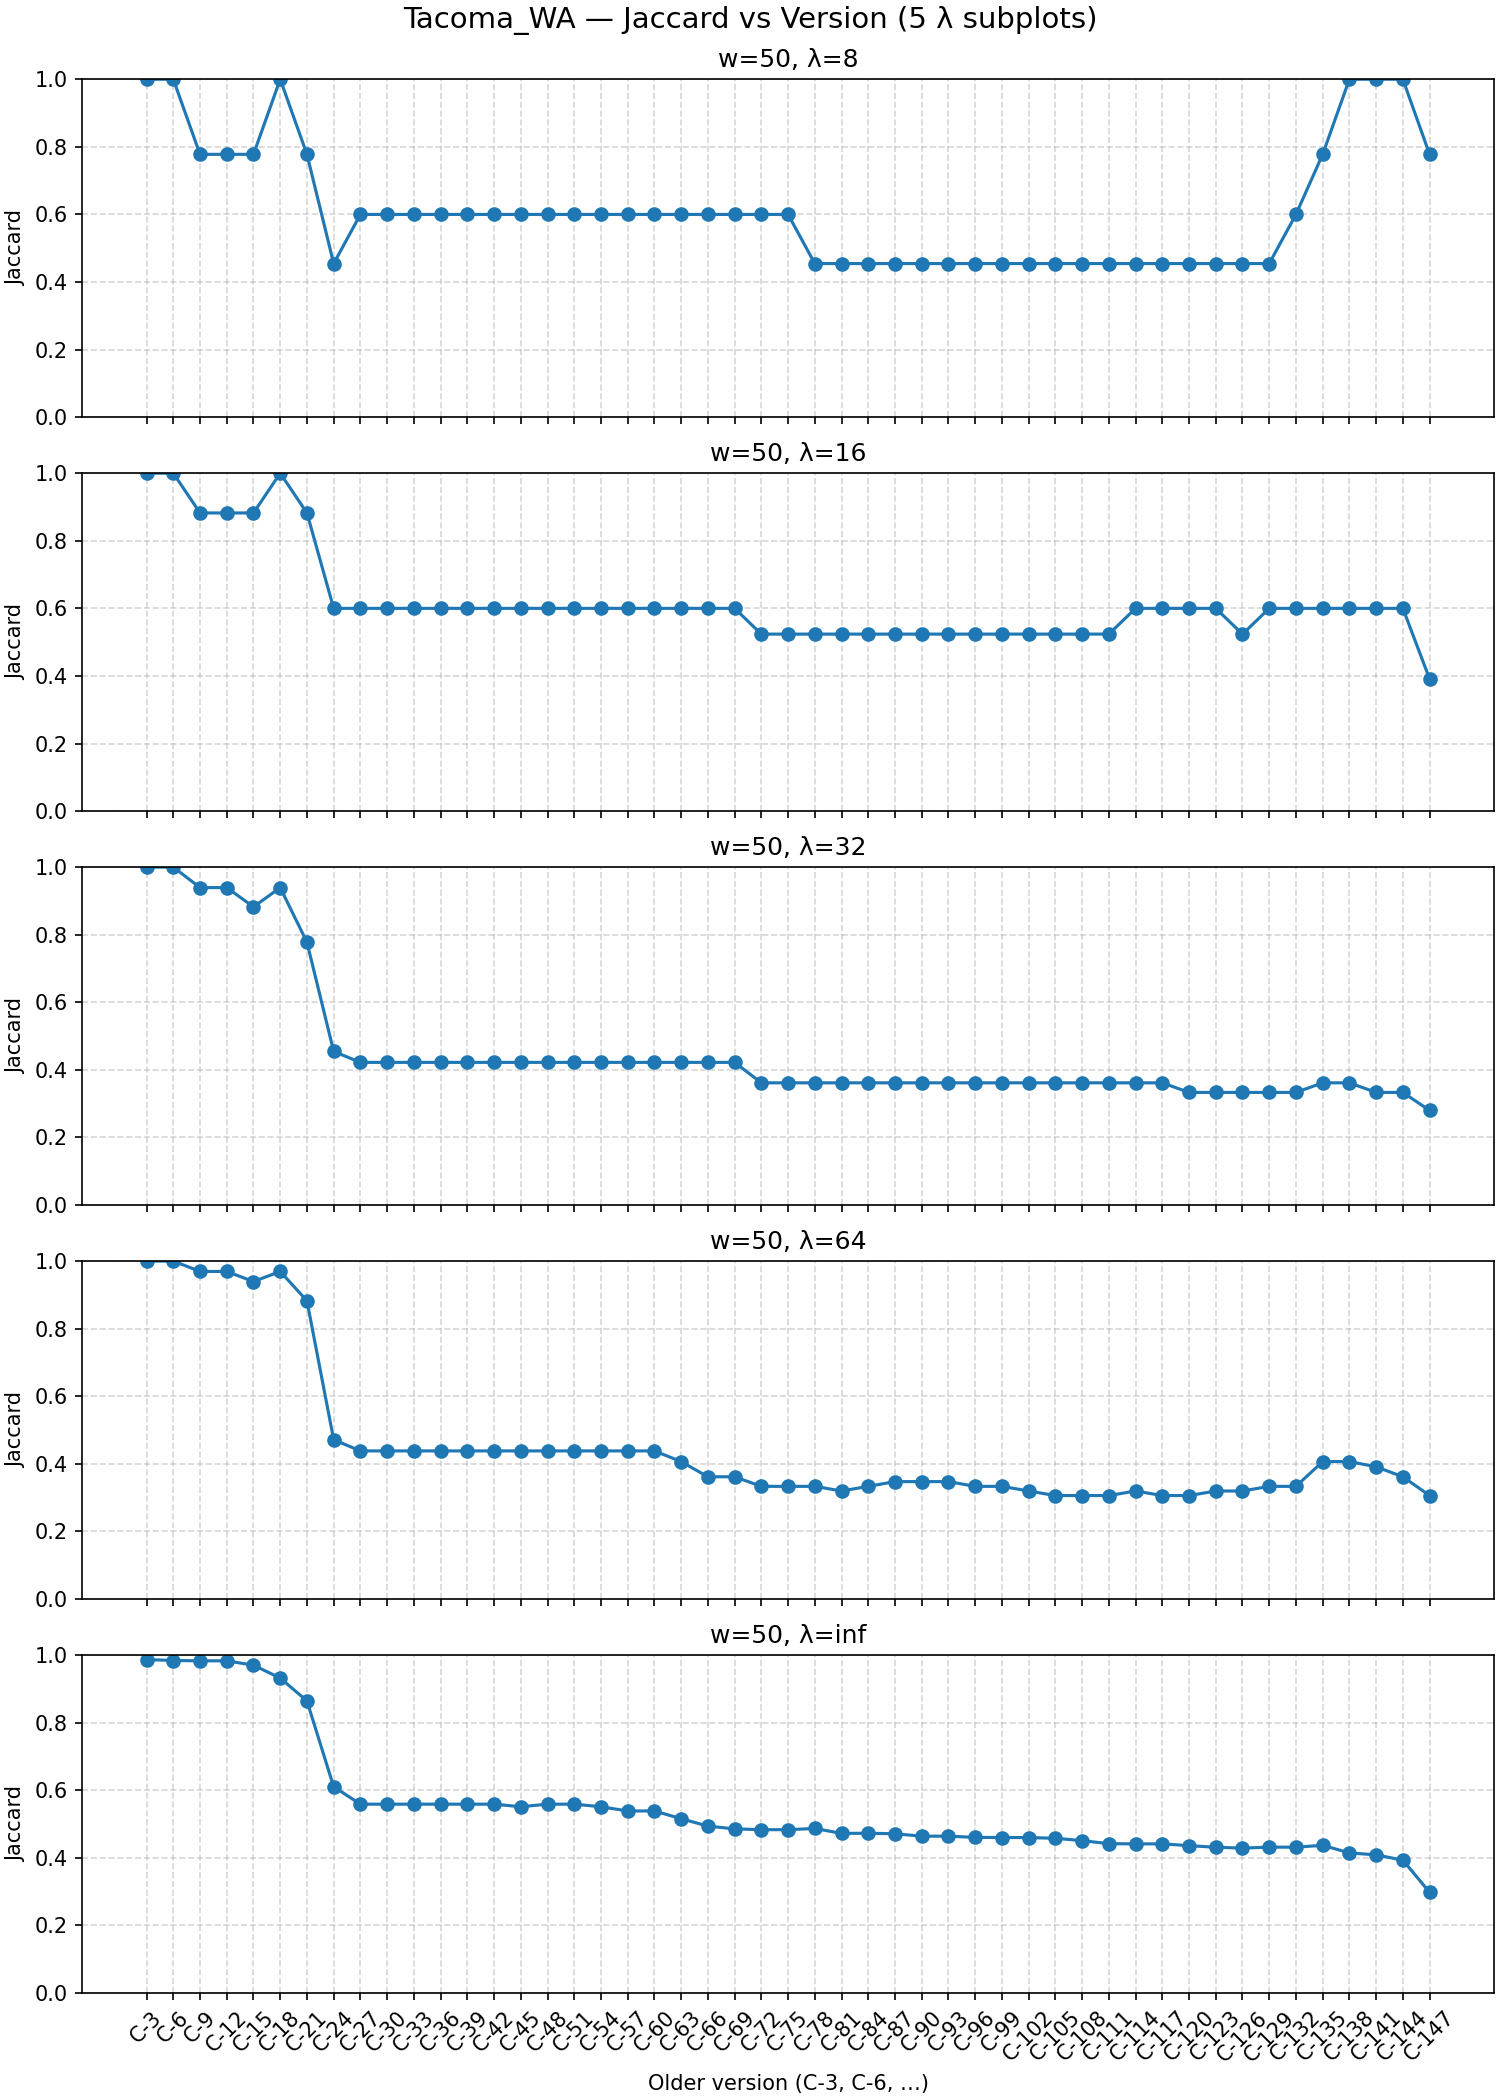 Tacoma_WA — Jaccard vs Version (5 λ subplots)
w=50, λ=8
Jaccard
1.0
0.8
0.6
0.4
0.2
0.0
w=50, λ=16
Jaccard
1.0
0.8
0.6
0.4
0.2
0.0
w=50, λ=32
Jaccard
1.0
0.8
0.6
0.4
0.2
0.0
w=50, λ=64
Jaccard
1.0
0.8
0.6
0.4
0.2
0.0
w=50, λ=inf
Jaccard
1.0
0.8
0.6
0.4
0.2
0.0
C-3
C-6
C-9
C-12
C-15
C-18
C-21
C-24
C-27
C-30
C-33
C-36
C-39
C-42
C-45
C-48
C-51
C-54
C-57
C-60
C-63
C-66
C-69
C-72
C-75
C-78
C-81
C-84
C-87
C-90
C-93
C-96
C-99
C-102
C-105
C-108
C-111
C-114
C-117
C-120
C-123
C-126
C-129
C-132
C-135
C-138
C-141
C-144
C-147
Older version (C-3, C-6, ...)